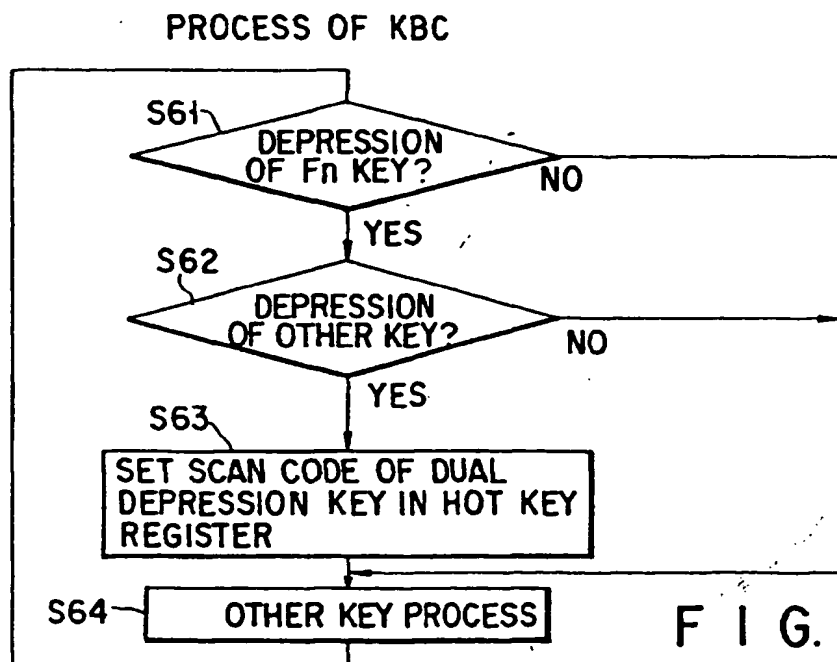 PROCESS OF KBC
S61
DEPRESSION
OF Fn KEY?
NO
YES
S62
DEPRESSION
OF OTHER KEY?
NO
YES
S63
SET SCAN CODE OF DUAL
DEPRESSION KEY IN HOT KEY
REGISTER
S64
OTHER KEY PROCESS
F I G.